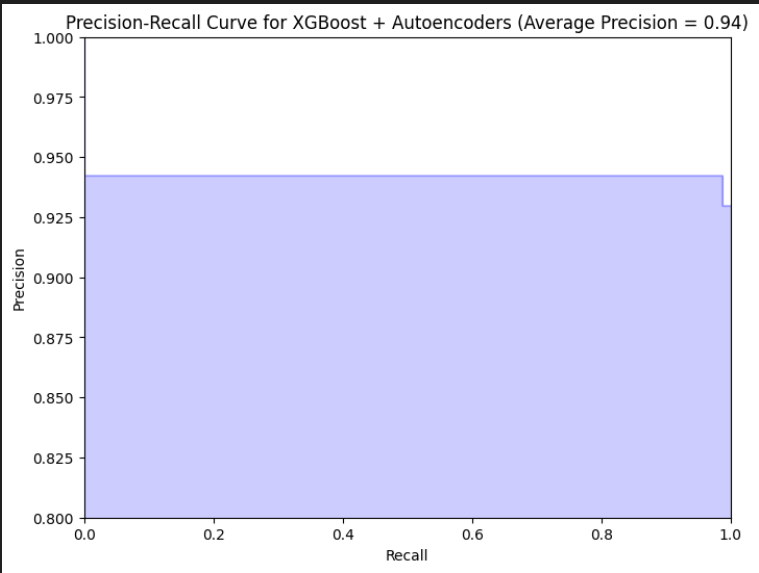 Precision-Recall Curve for XGBoost + Autoencoders (Average Precision = 0.94)
1.000
0.975
0.950
0.925
0.900
0.875
0.850
0.825
0.800
Precision
0.0 0.2 0.4 0.6 0.8 1.0
Recall